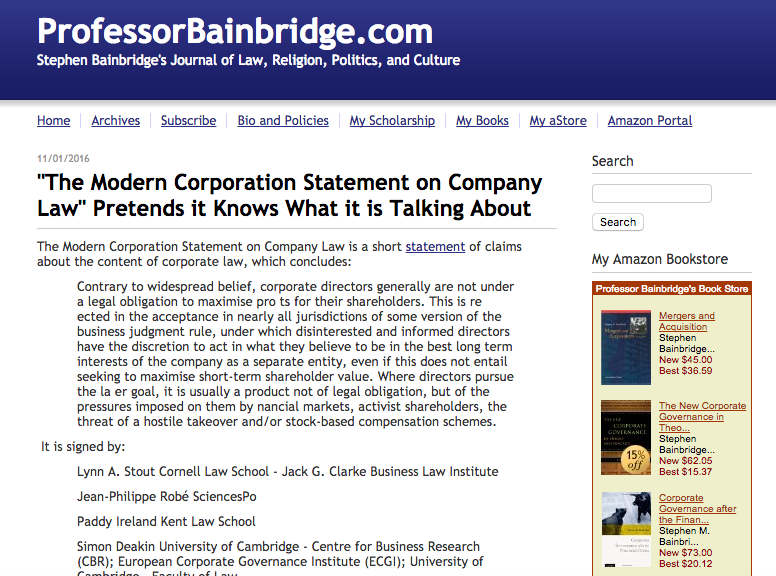 ProfessorBainbridge.com
Stephen Bainbridge's Journal of Law, Religion, Politics, and Culture
Home Archives Subscribe Bio and Policies My Scholarship My Books My aStore Amazon Portal
11/01/2016
"The Modern Corporation Statement on Company
Law" Pretends it Knows What it is Talking About
The Modern Corporation Statement on Company Law is a short statement of claims
about the content of corporate law, which concludes:
Contrary to widespread belief, corporate directors generally are not under
a legal obligation to maximise pro ts for their shareholders. This is re
ected in the acceptance in nearly all jurisdictions of some version of the
business judgment rule, under which disinterested and informed directors
have the discretion to act in what they believe to be in the best long term
interests of the company as a separate entity, even if this does not entail
seeking to maximise short-term shareholder value. Where directors pursue
the la er goal, it is usually a product not of legal obligation, but of the
pressures imposed on them by nancial markets, activist shareholders, the
threat of a hostile takeover and/or stock-based compensation schemes.
It is signed by:
Lynn A. Stout Cornell Law School - Jack G. Clarke Business Law Institute
Jean-Philippe Robé SciencesPo
Paddy Ireland Kent Law School
Simon Deakin University of Cambridge - Centre for Business Research
(CBR); European Corporate Governance Institute (ECGI); University of
Cambridge - Faculty of Law
Search
Search
My Amazon Bookstore
Professor Bainbridge's Book Store
Mergers and
Acquisition
Stephen
Bainbridge...
New $45.00
Best $36.59
The New Corporate
Governance in
Theo...
Stephen
Bainbridge...
New $62.05
Best $15.37
15%
off
Corporate
Governance after
the Finan...
Stephen M.
Bainbri...
New $73.00
Best $20.12